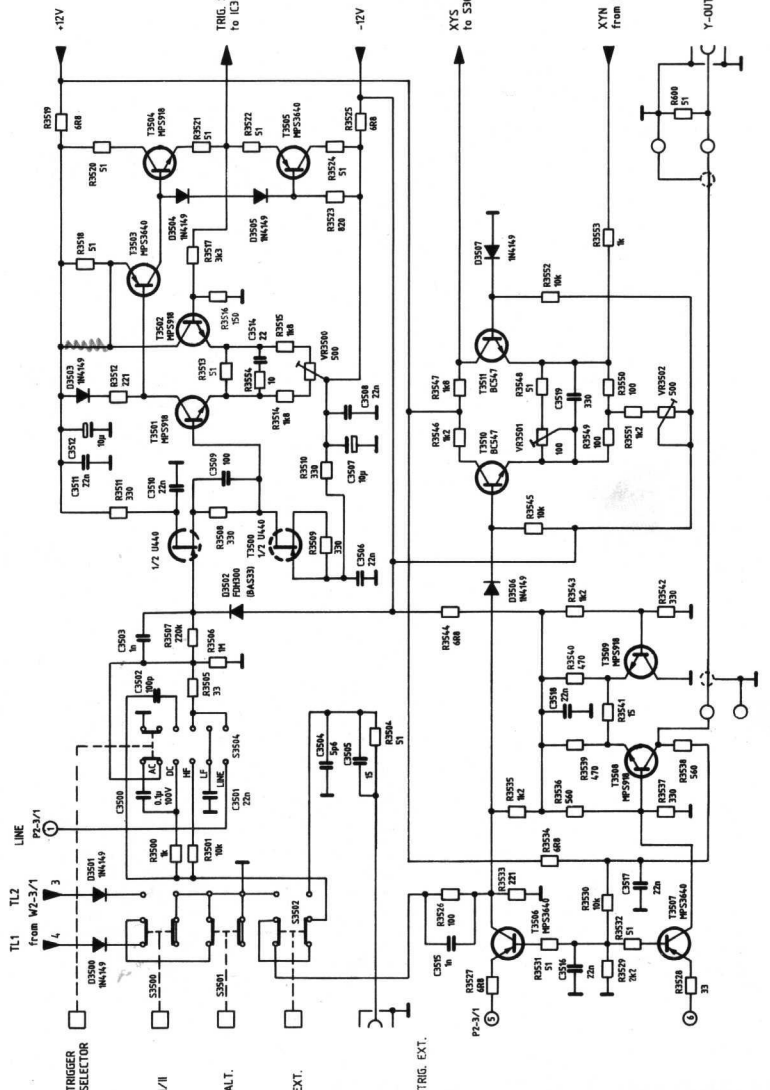 +12V
TRIG.
to IC3
-12V
XYS
to S30
XYN
from
Y-OUT
R3519
6R8
R3520
51
T3504
MPS918
R3521
51
R3522
51
T3505
MPS3640
R3524
51
R3525
6R8
R3518
51
T3503
MPS3640
D3504
1N4149
D3505
1N4149
R3523
820
R3517
3k3
R3516
150
T3502
MPS918
D3503
1N4149
R3512
221
C3512
10µ
C3511
22n
R3511
330
T3501
MPS918
R3513
51
C3514
22
R3554
10
R3515
1k8
R3514
1k8
VR3500
500
C3508
22n
C3507
10µ
R3510
330
C3510
22n
C3509
100
1/2 U440
R3508
330
T3500
1/2 U440
R3509
330
C3506
22n
D3502
FDH300
(BAS33)
C3503
1n
R3507
220k
R3506
1M
R3505
33
C3502
100p
S3504
AC
DC
HF
LF
LINE
C3500
0.1µ
100V
C3501
22n
R3500
1k
R3501
10k
C3504
5p6
C3505
15
R3504
51
LINE
P2-3/1
1
TL2
TL1
from W2-3/1
3
4
D3501
1N4149
D3500
1N4149
S3500
S3501
S3502
TRIGGER
SELECTOR
/II
ALT.
EXT.
TRIG. EXT.
R600
51
R3553
1k
D3507
1N4149
R3552
10k
R3547
1k8
T3511
BC547
R3548
51
C3519
330
R3550
100
VR3502
500
R3546
1k2
T3510
BC547
VR3501
100
R3549
100
R3551
1k2
R3545
10k
D3506
1N4149
R3544
6R8
R3543
1k2
R3542
330
R3540
470
T3509
MPS918
C3518
22n
R3541
15
R3539
470
T3508
MPS918
R3538
560
R3535
1k2
R3536
560
R3537
330
R3534
6R8
R3533
221
R3526
100
C3515
1n
T3506
MPS3640
R3530
10k
C3517
22n
T3507
MPS3640
R3532
51
R3531
51
C3516
22n
R3529
2k2
R3527
6R8
R3528
33
P2-3/1
5
6